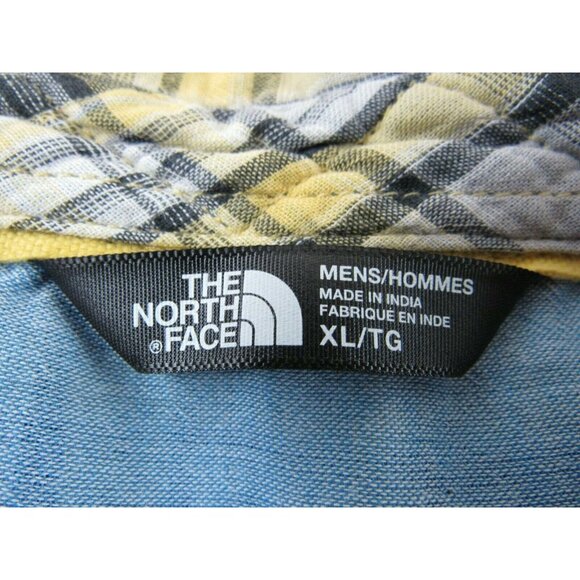 THE
NORTH
®FACE
MENS/HOMMES
MADE IN INDIA
FABRIQUÉ EN INDE
XL/TG